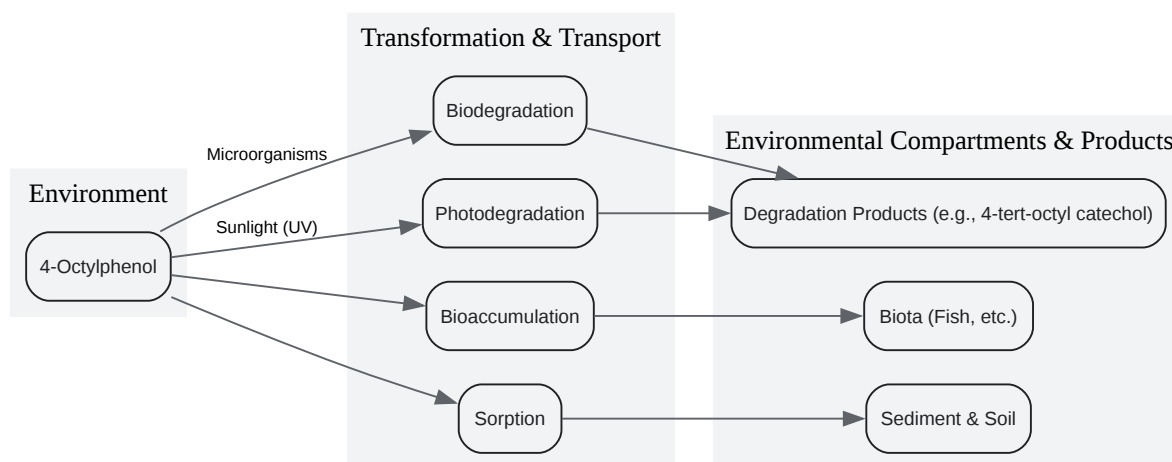 Transformation & Transport
Biodegradation
Environmental Compartments & Products
Microorganisms
Environment
Photodegradation
Degradation Products (e.g., 4-tert-octyl catechol)
Sunlight (UV)
4-Octylphenol
Bioaccumulation
Biota (Fish, etc.)
Sorption
Sediment & Soil